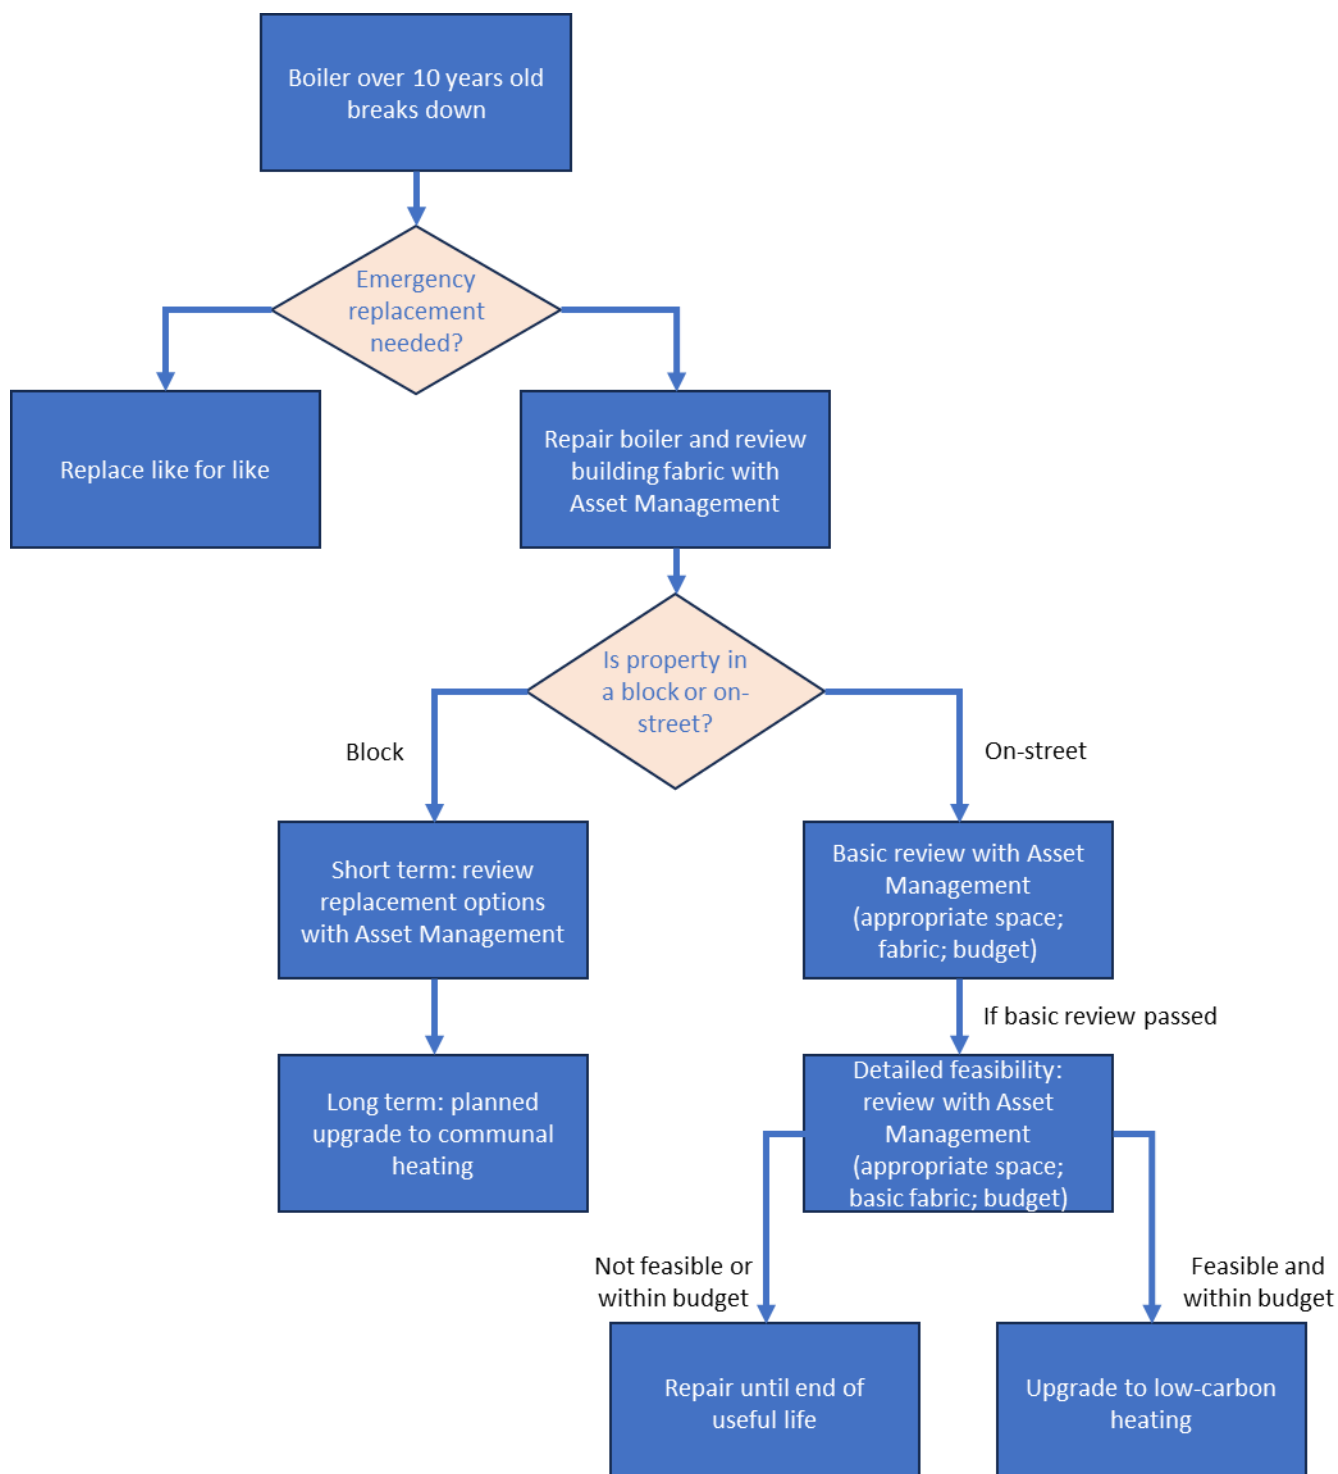 Boiler over 10 years old
breaks down
Emergency
replacement
needed?
Replace like for like
Repair boiler and review
building fabric with
Asset Management
Is property in
a block or on-
street?
Block
On-street
Short term: review
replacement options
with Asset Management
Basic review with Asset
Management
(appropriate space;
fabric; budget)
If basic review passed
Long term: planned
upgrade to communal
heating
Detailed feasibility:
review with Asset
Management
(appropriate space;
basic fabric; budget)
Not feasible or
within budget
Feasible and
within budget
Repair until end of
useful life
Upgrade to low-carbon
heating